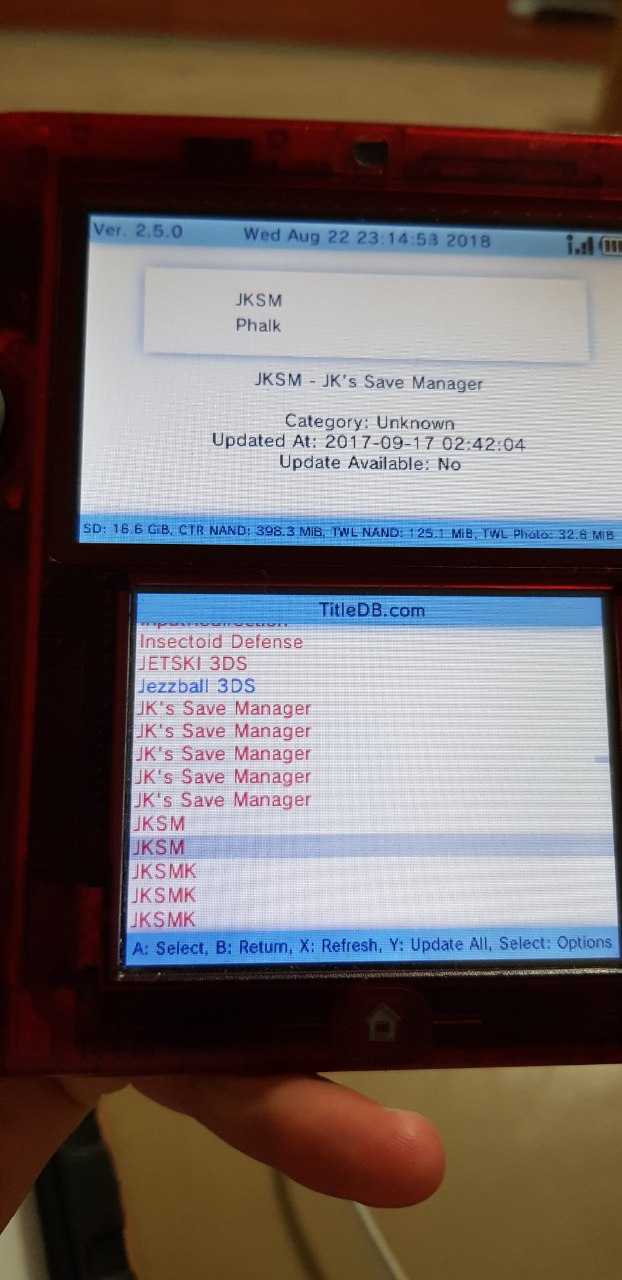 Ver. 2.5.0 Wed Aug 22 23:14:53 2018
JKSM
Phalk
JKSM - JK's Save Manager
Category: Unknown
Updated At: 2017-09-17 02:42:04
Update Available: No
SD: 16.6 GiB, CTR NAND: 398.3 MiB, TWL NAND: 125.1 MiB, TWL Photo: 32.6 MiB
TitleDB.com
InputRedirection
Insectoid Defense
JETSKI 3DS
Jezzball 3DS
JK's Save Manager
JK's Save Manager
JK's Save Manager
JK's Save Manager
JK's Save Manager
JKSM
JKSM
JKSMK
JKSMK
JKSMK
A: Select, B: Return, X: Refresh, Y: Update All, Select: Options